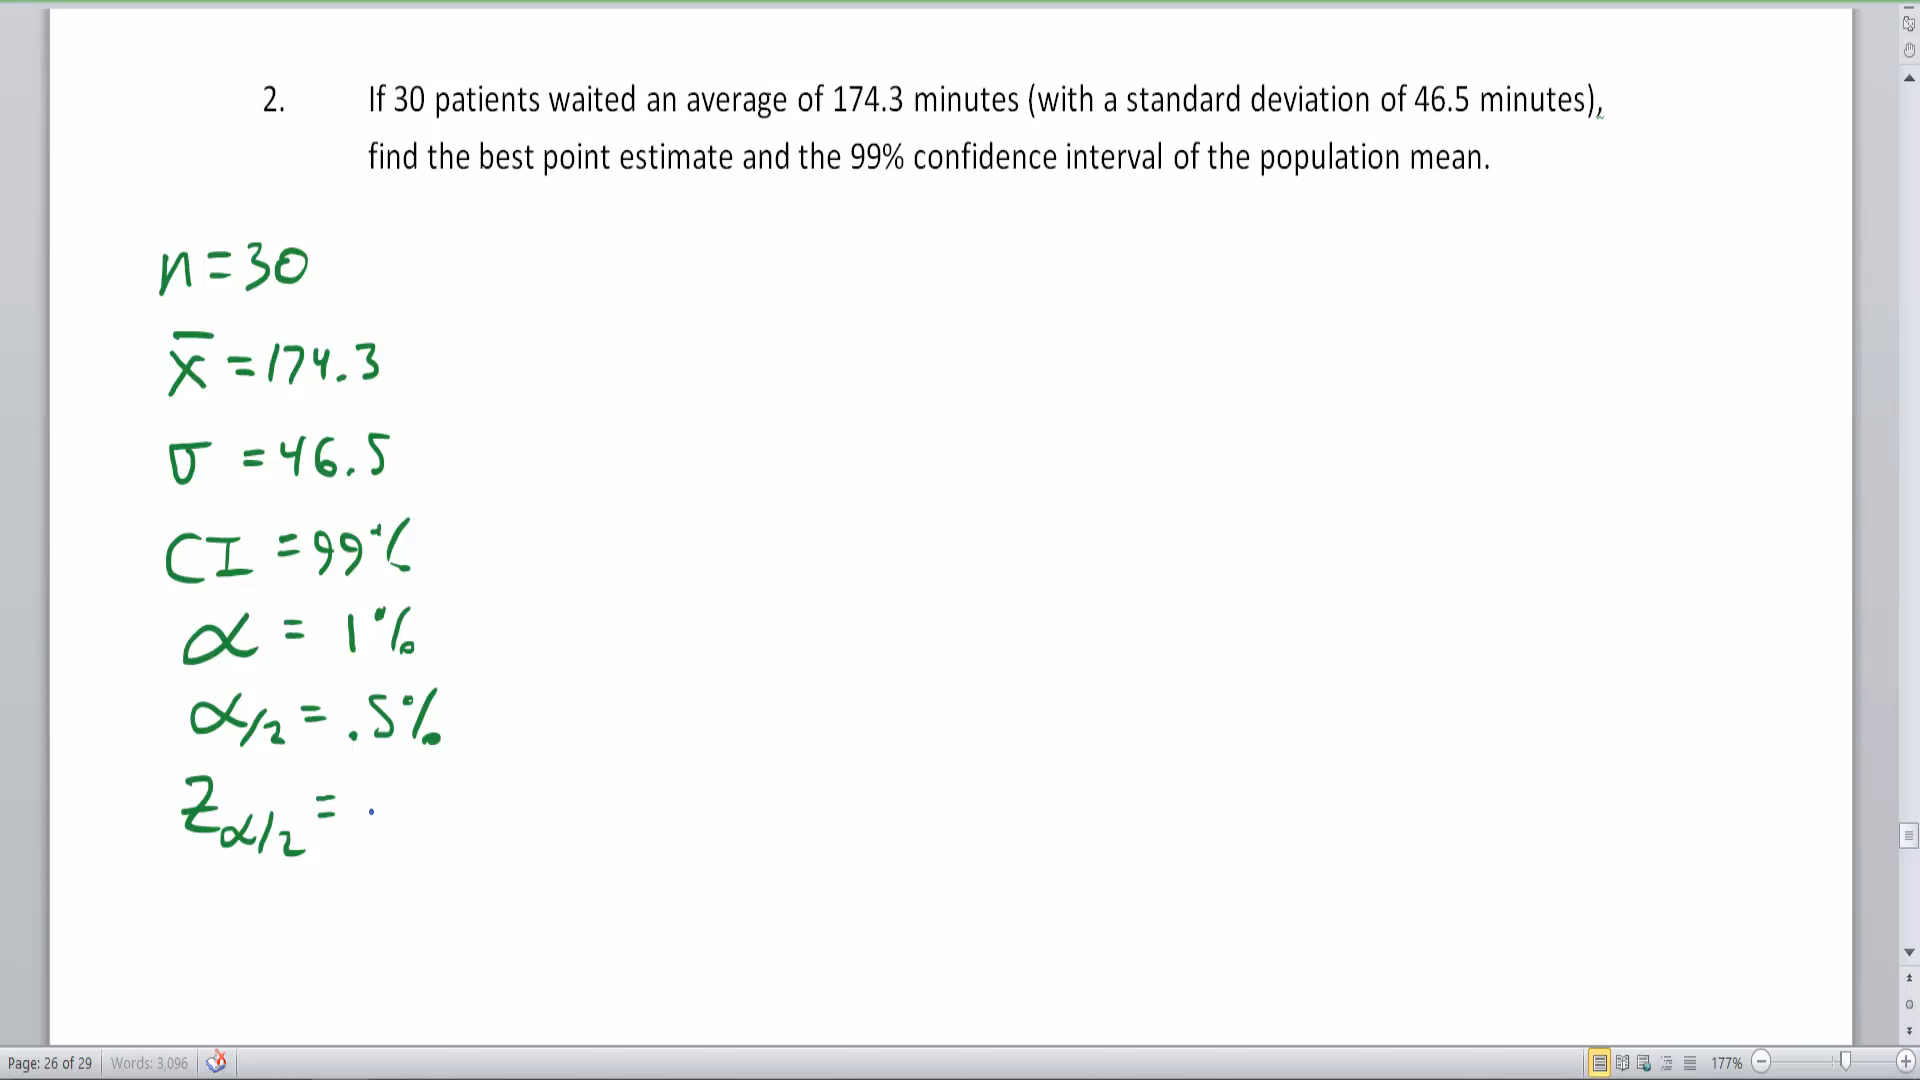 2. If 30 patients waited an average of 174.3 minutes (with a standard deviation of 46.5 minutes),
find the best point estimate and the 99% confidence interval of the population mean.
n = 30
x̄ = 174.3
σ = 46.5
CI = 99%
α = 1%
α/2 = .5%
Zα/2 =
Page: 26 of 29 Words: 3,096 177%